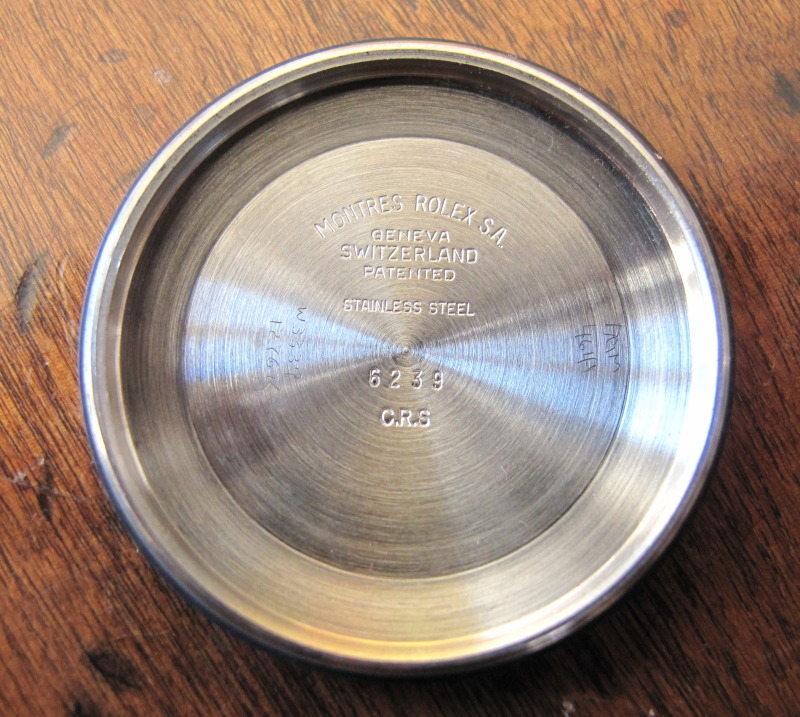 MONTRES ROLEX S.A.
GENEVA
SWITZERLAND
PATENTED
STAINLESS STEEL
6239
C.R.S